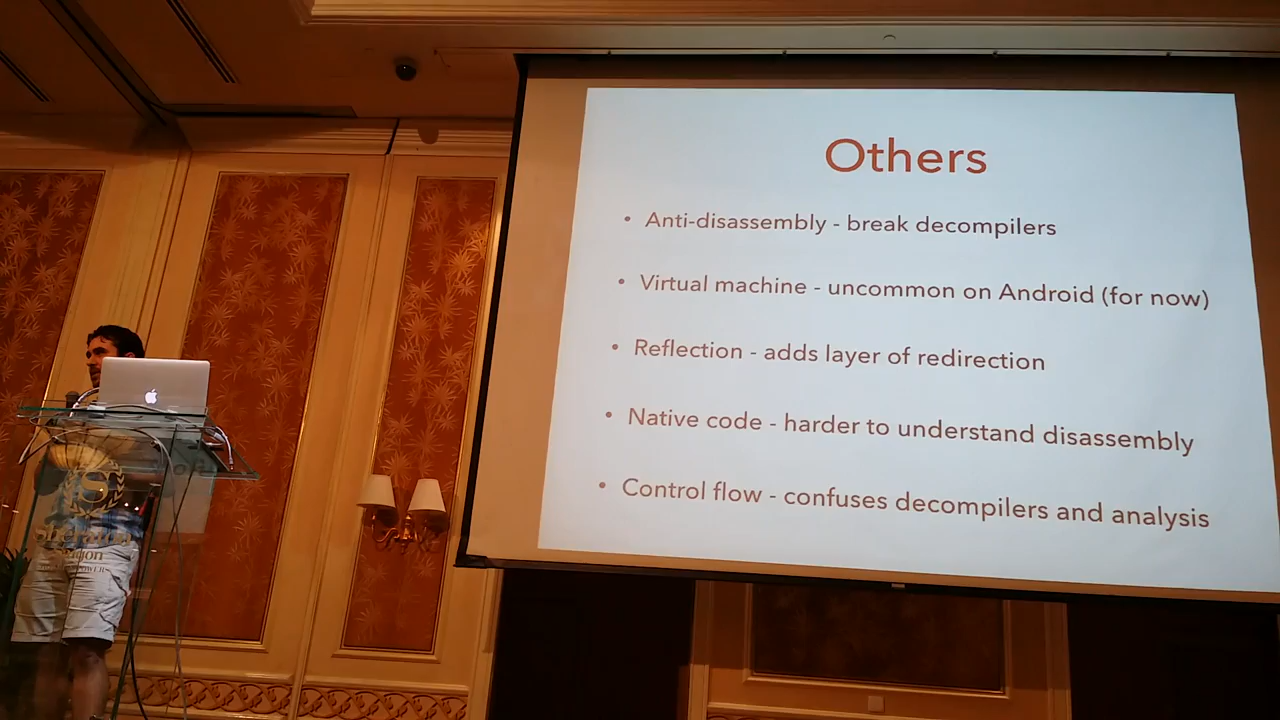 Others
• Anti-disassembly - break decompilers
• Virtual machine - uncommon on Android (for now)
• Reflection - adds layer of redirection
• Native code - harder to understand disassembly
• Control flow - confuses decompilers and analysis
S
Sheraton